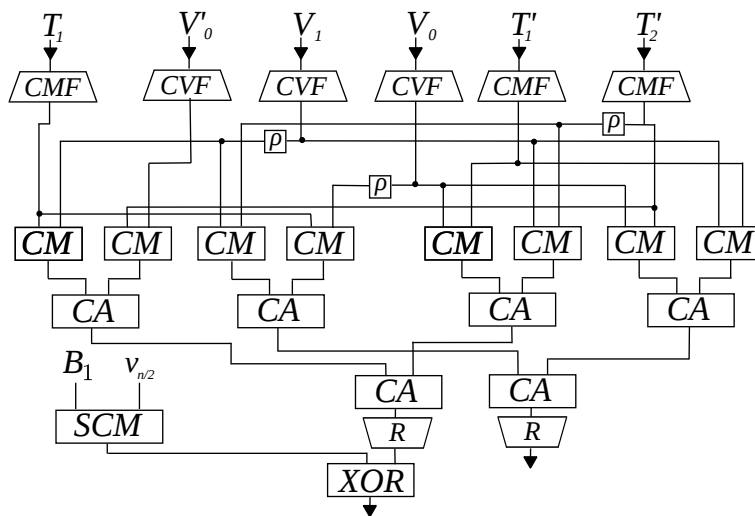 T₁ V'₀ V₁ V₀ T'₁ T'₂
CMF CVF CVF CVF CMF CMF
ρ
ρ
ρ
CM CM CM CM CM CM CM CM
CA CA CA CA
B₁ v_{n/2}
CA CA
SCM R R
XOR